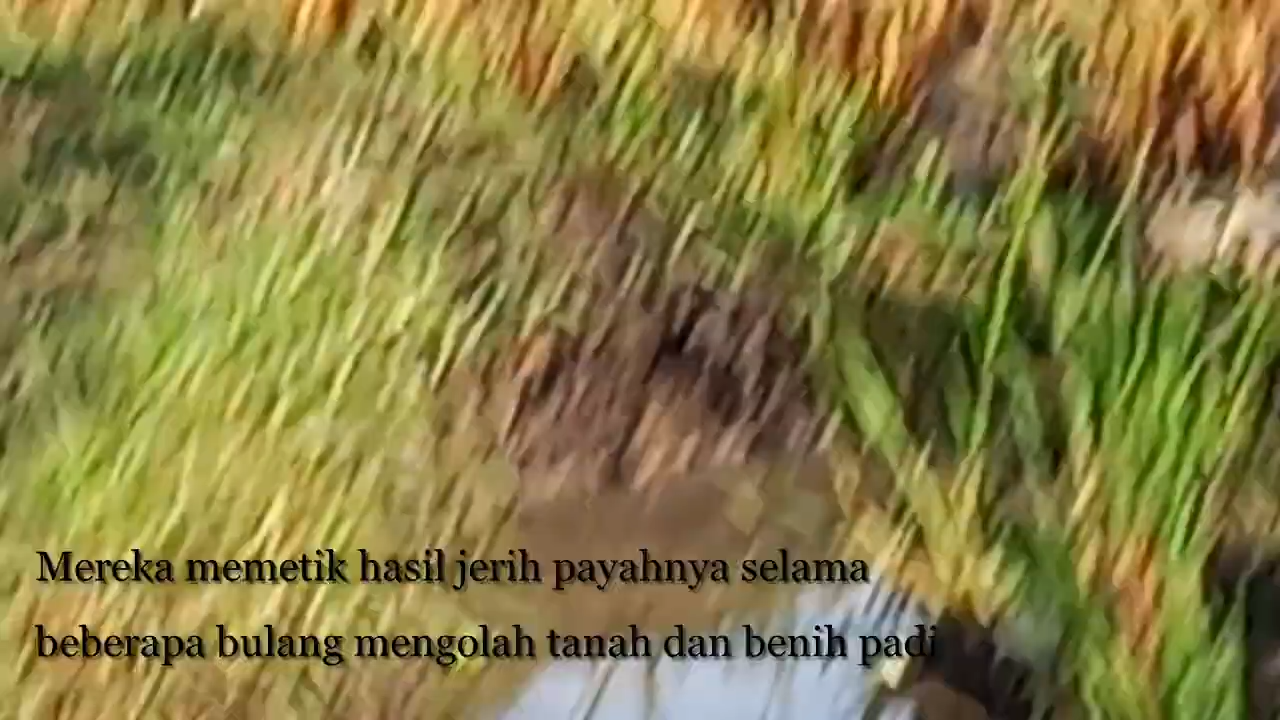 Mereka memetik hasil jerih payahnya selama
beberapa bulang mengolah tanah dan benih padi